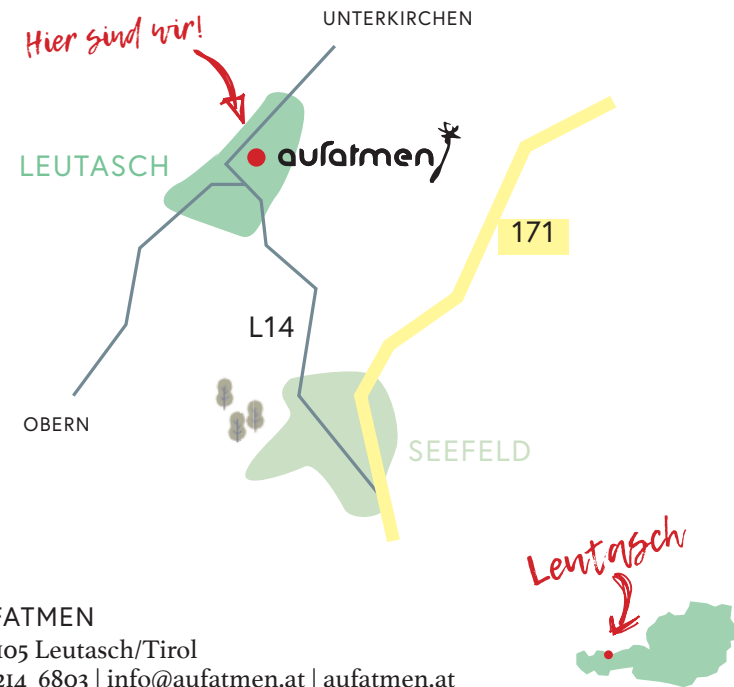 UNTERKIRCHEN
Hier sind wir!
aufatmen
LEUTASCH
171
L14
OBERN
SEEFELD
Leutasch
FATMEN
105 Leutasch/Tirol
214 6803 | info@aufatmen.at | aufatmen.at